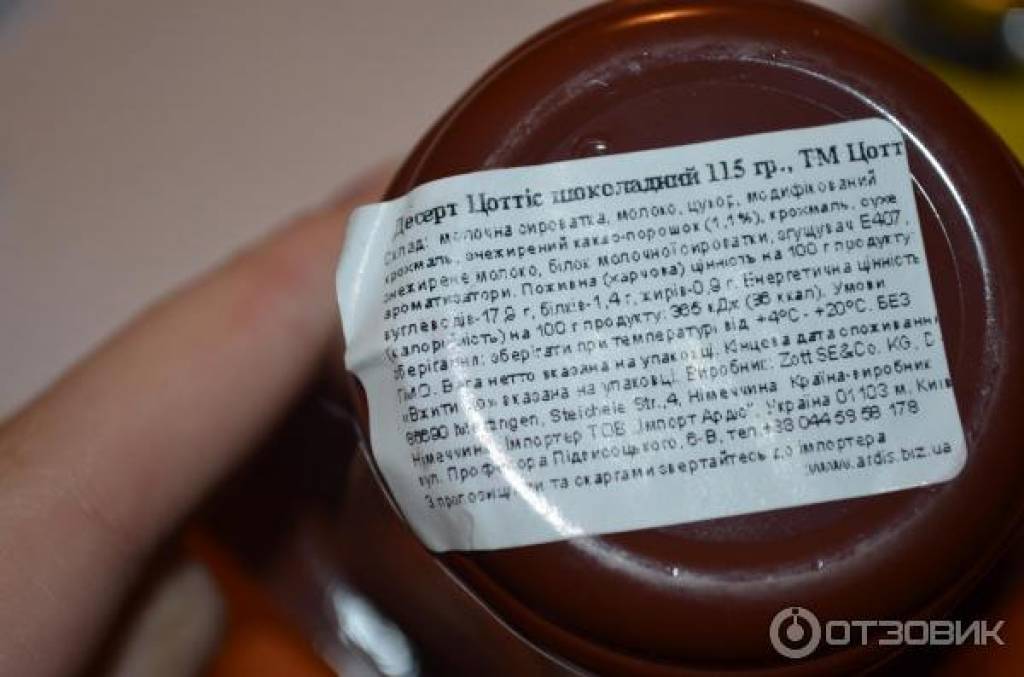 Десерт Цоттіс шоколадний 115 гр., ТМ Цотт
Склад: молочна сироватка, молоко, цукор, модифікований
крохмаль, знежирений какао-порошок (1,1%), крохмаль, сухе
знежирене молоко, білок молочної сироватки, згущувач Е407,
ароматизатори. Поживна (харчова) цінність на 100 г продукту:
вуглеводів-17,9 г, білків-1,4 г, жирів-0,9 г. Енергетична цінність
(калорійність) на 100 г продукту: 365 кДж (36 ккал). Умови
зберігання: зберігати при температурі від +4°С - +20°С. БЕЗ
ГМО. Вага нетто вказана на упаковці. Кінцева дата споживання
«Вжити до» вказана на упаковці. Виробник: Zott SE&Co. KG, D
Steichele Str.,4, Німеччина Країна-виробник
Німеччина. Імпортер ТОВ "Імпорт Ардіс", Україна 01103 м. Київ
вул. Професора Підвисоцького, 6-В, тел.+38 044 59 58 178
З пропозиціями та скаргами звертайтесь до імпортера
www.ardis.biz.ua
ОТЗОВИК